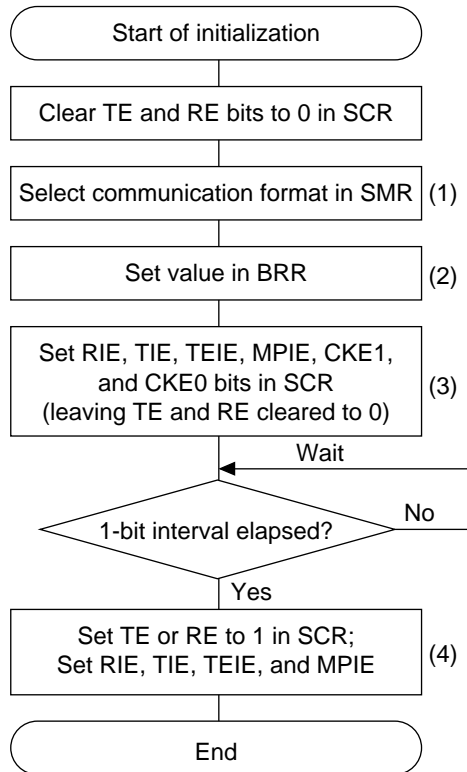 Start of initialization
Clear TE and RE bits to 0 in SCR
Select communication format in SMR (1)
Set value in BRR (2)
Set RIE, TIE, TEIE, MPIE, CKE1,
and CKE0 bits in SCR
(leaving TE and RE cleared to 0) (3)
Wait
1-bit interval elapsed? No
Yes
Set TE or RE to 1 in SCR;
Set RIE, TIE, TEIE, and MPIE (4)
End